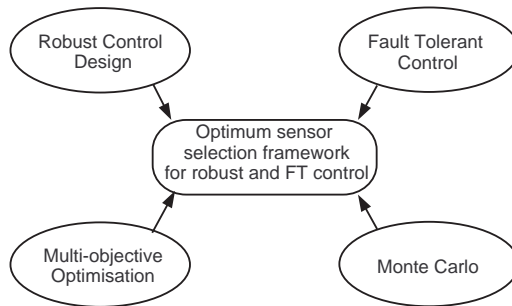 Robust Control
Design
Fault Tolerant
Control
Optimum sensor
selection framework
for robust and FT control
Multi-objective
Optimisation
Monte Carlo